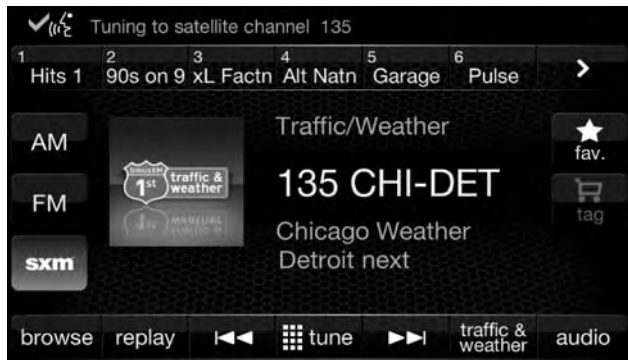 Tuning to satellite channel 135
1 2 3 4 5 6
Hits 1 90s on 9 xL Factn Alt Natn Garage Pulse
AM
FM
sxm
SIRIUSXM
1st
traffic &
weather
Traffic/Weather
135 CHI-DET
Chicago Weather
Detroit next
fav.
tag
browse replay tune traffic & weather audio